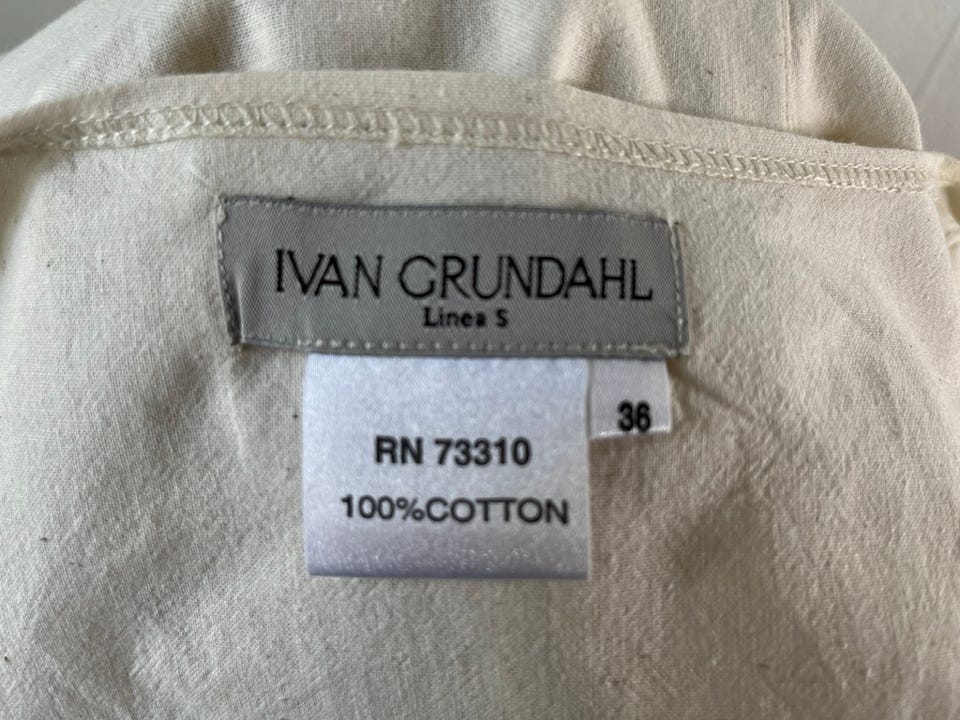 IVAN GRUNDAHL
Linea S
36
RN 73310
100%COTTON